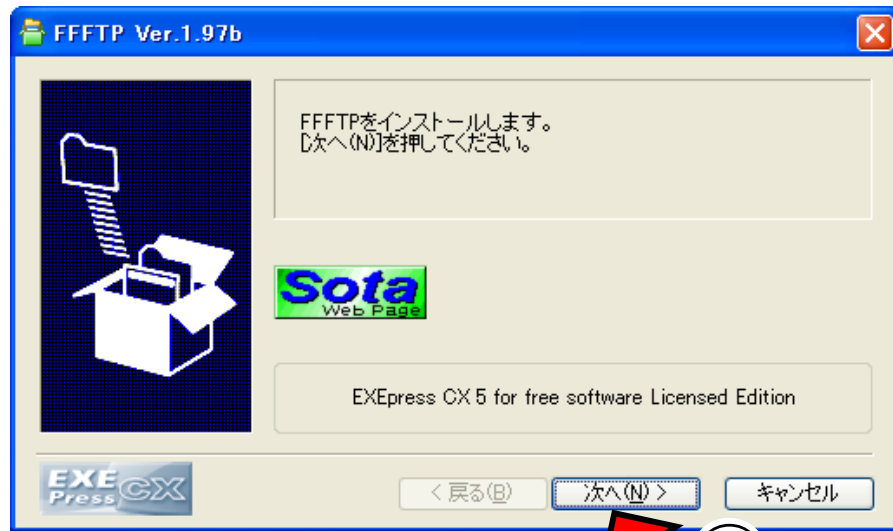 FFFTP Ver.1.97b
FFFTPをインストールします。
[次へ(N)]を押してください。
Sota
Web Page
EXEpress CX 5 for free software Licensed Edition
EXE
Press CX
< 戻る(B)
次へ(N) >
キャンセル